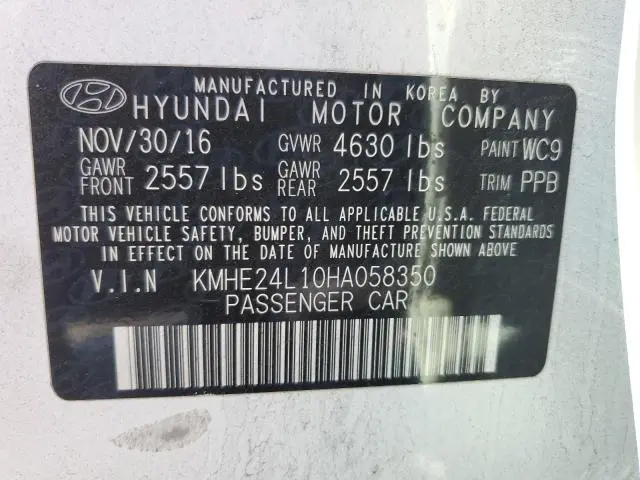 MANUFACTURED IN KOREA BY
HYUNDAI MOTOR COMPANY
NOV/30/16 GVWR 4630 lbs PAINT WC9
GAWR FRONT 2557 lbs GAWR REAR 2557 lbs TRIM PPB
THIS VEHICLE CONFORMS TO ALL APPLICABLE U.S.A. FEDERAL
MOTOR VEHICLE SAFETY, BUMPER, AND THEFT PREVENTION STANDARDS
IN EFFECT ON THE DATE OF MANUFACTURE SHOWN ABOVE
V.I.N KMHE24L10HA058350
PASSENGER CAR